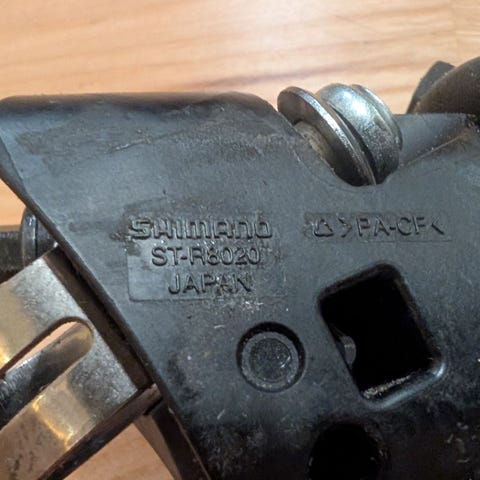 SHIMANO
ST-R8020
JAPAN
>PA-CF<